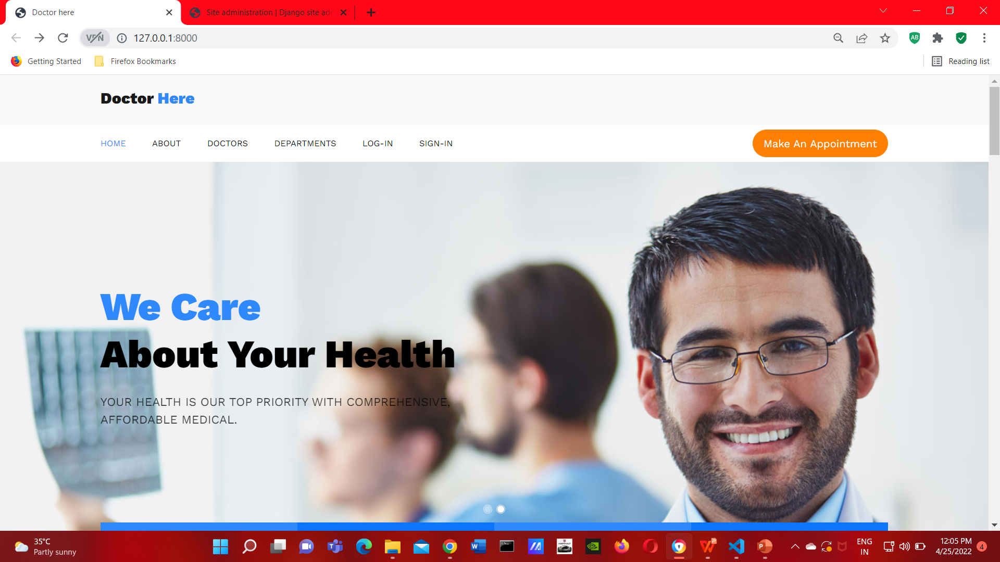 Doctor here
Site administration | Django site adn
VPN
127.0.0.1:8000
AB
Getting Started
Firefox Bookmarks
Reading list
Doctor Here
HOME
ABOUT
DOCTORS
DEPARTMENTS
LOG-IN
SIGN-IN
Make An Appointment
We Care
About Your Health
YOUR HEALTH IS OUR TOP PRIORITY WITH COMPREHENSIVE,
AFFORDABLE MEDICAL.
35°C
Partly sunny
ENG
IN
12:05 PM
4/25/2022
4